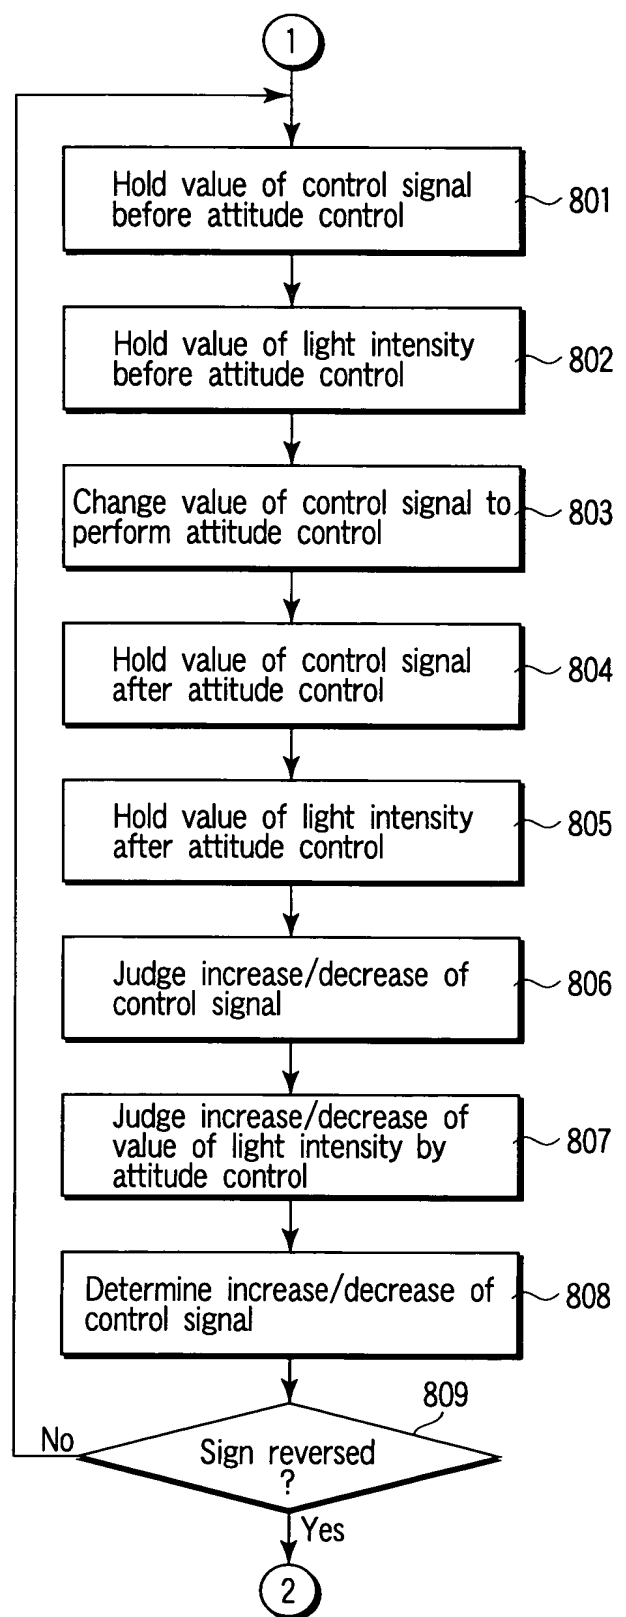 1
Hold value of control signal
before attitude control
801
Hold value of light intensity
before attitude control
802
Change value of control signal to
perform attitude control
803
Hold value of control signal
after attitude control
804
Hold value of light intensity
after attitude control
805
Judge increase/decrease of
control signal
806
Judge increase/decrease of
value of light intensity by
attitude control
807
Determine increase/decrease of
control signal
808
809
No
Sign reversed
?
Yes
2